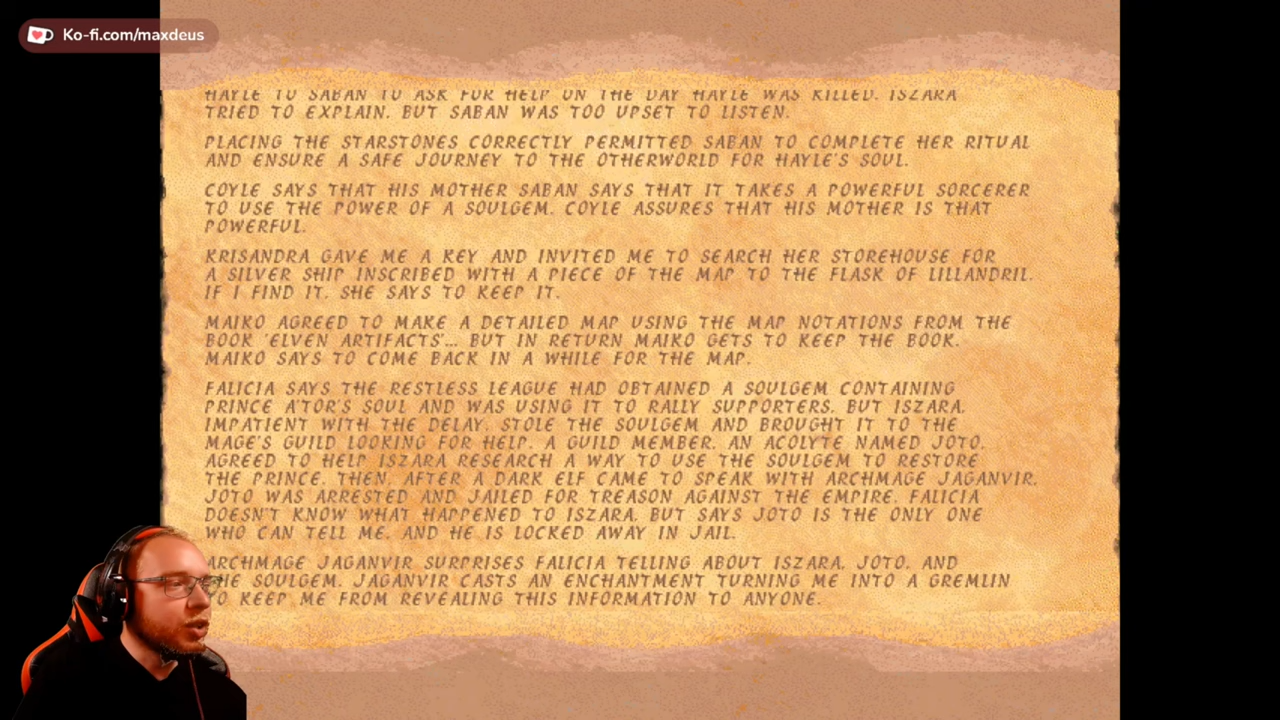 Ko-fi.com/maxdeus
HAYLE TO SABAN TO ASK FOR HELP ON THE DAY HAYLE WAS KILLED. ISZARA
TRIED TO EXPLAIN, BUT SABAN WAS TOO UPSET TO LISTEN.
PLACING THE STARSTONES CORRECTLY PERMITTED SABAN TO COMPLETE HER RITUAL
AND ENSURE A SAFE JOURNEY TO THE OTHERWORLD FOR HAYLE'S SOUL.
COYLE SAYS THAT HIS MOTHER SABAN SAYS THAT IT TAKES A POWERFUL SORCERER
TO USE THE POWER OF A SOULGEM. COYLE ASSURES THAT HIS MOTHER IS THAT
POWERFUL.
KRISANDRA GAVE ME A KEY AND INVITED ME TO SEARCH HER STOREHOUSE FOR
A SILVER SHIP INSCRIBED WITH A PIECE OF THE MAP TO THE FLASK OF LILLANDRIL.
IF I FIND IT, SHE SAYS TO KEEP IT.
MAIKO AGREED TO MAKE A DETAILED MAP USING THE MAP NOTATIONS FROM THE
BOOK 'ELVEN ARTIFACTS'... BUT IN RETURN MAIKO GETS TO KEEP THE BOOK.
MAIKO SAYS TO COME BACK IN A WHILE FOR THE MAP.
FALICIA SAYS THE RESTLESS LEAGUE HAD OBTAINED A SOULGEM CONTAINING
PRINCE A'TOR'S SOUL AND WAS USING IT TO RALLY SUPPORTERS. BUT ISZARA,
IMPATIENT WITH THE DELAY, STOLE THE SOULGEM AND BROUGHT IT TO THE
MAGE'S GUILD LOOKING FOR HELP. A GUILD MEMBER, AN ACOLYTE NAMED JOTO,
AGREED TO HELP ISZARA RESEARCH A WAY TO USE THE SOULGEM TO RESTORE
THE PRINCE. THEN, AFTER A DARK ELF CAME TO SPEAK WITH ARCHMAGE JAGANVIR,
JOTO WAS ARRESTED AND JAILED FOR TREASON AGAINST THE EMPIRE. FALICIA
DOESN'T KNOW WHAT HAPPENED TO ISZARA, BUT SAYS JOTO IS THE ONLY ONE
WHO CAN TELL ME, AND HE IS LOCKED AWAY IN JAIL.
ARCHMAGE JAGANVIR SURPRISES FALICIA TELLING ABOUT ISZARA, JOTO, AND
THE SOULGEM. JAGANVIR CASTS AN ENCHANTMENT TURNING ME INTO A GREMLIN
TO KEEP ME FROM REVEALING THIS INFORMATION TO ANYONE.